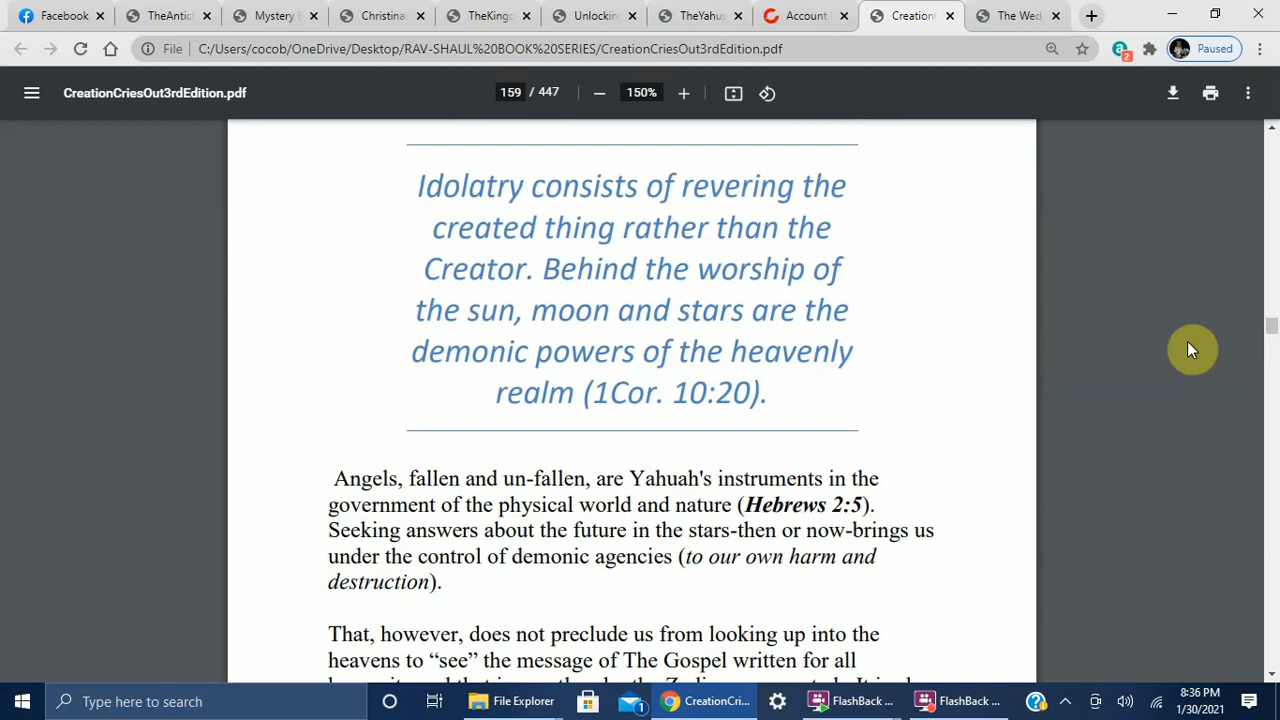 Facebook
TheAntic
Mystery
Christina
TheKing
Unlockin
TheYahus
Account
Creation
The Wed
File
C:/Users/cocob/OneDrive/Desktop/RAV-SHAUL%20BOOK%20SERIES/CreationCriesOut3rdEdition.pdf
2
Paused
CreationCriesOut3rdEdition.pdf
159 / 447
150%
Idolatry consists of revering the
created thing rather than the
Creator. Behind the worship of
the sun, moon and stars are the
demonic powers of the heavenly
realm (1Cor. 10:20).
Angels, fallen and un-fallen, are Yahuah's instruments in the
government of the physical world and nature (Hebrews 2:5).
Seeking answers about the future in the stars-then or now-brings us
under the control of demonic agencies (to our own harm and
destruction).
That, however, does not preclude us from looking up into the
heavens to “see” the message of The Gospel written for all
Type here to search
File Explorer
1
CreationCri...
FlashBack ...
FlashBack ...
8:36 PM
1/30/2021